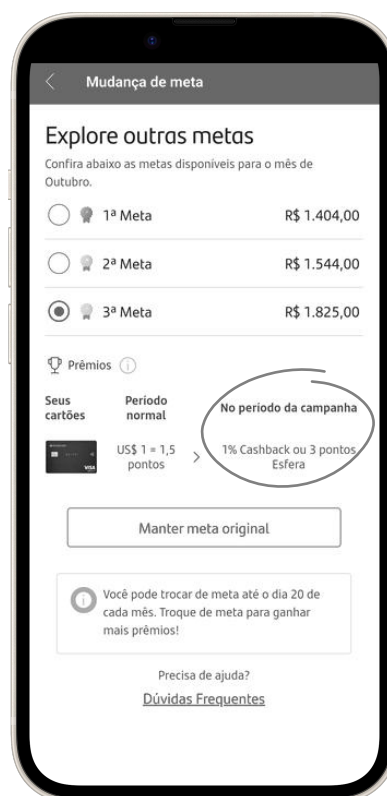 Mudança de meta
Explore outras metas
Confira abaixo as metas disponíveis para o mês de
Outubro.
1ª Meta R$ 1.404,00
2ª Meta R$ 1.544,00
3ª Meta R$ 1.825,00
Prêmios
Seus
cartões
Período
normal
No período da campanha
VISA
US$ 1 = 1,5
pontos
1% Cashback ou 3 pontos
Esfera
Manter meta original
Você pode trocar de meta até o dia 20 de
cada mês. Troque de meta para ganhar
mais prêmios!
Precisa de ajuda?
Dúvidas Frequentes